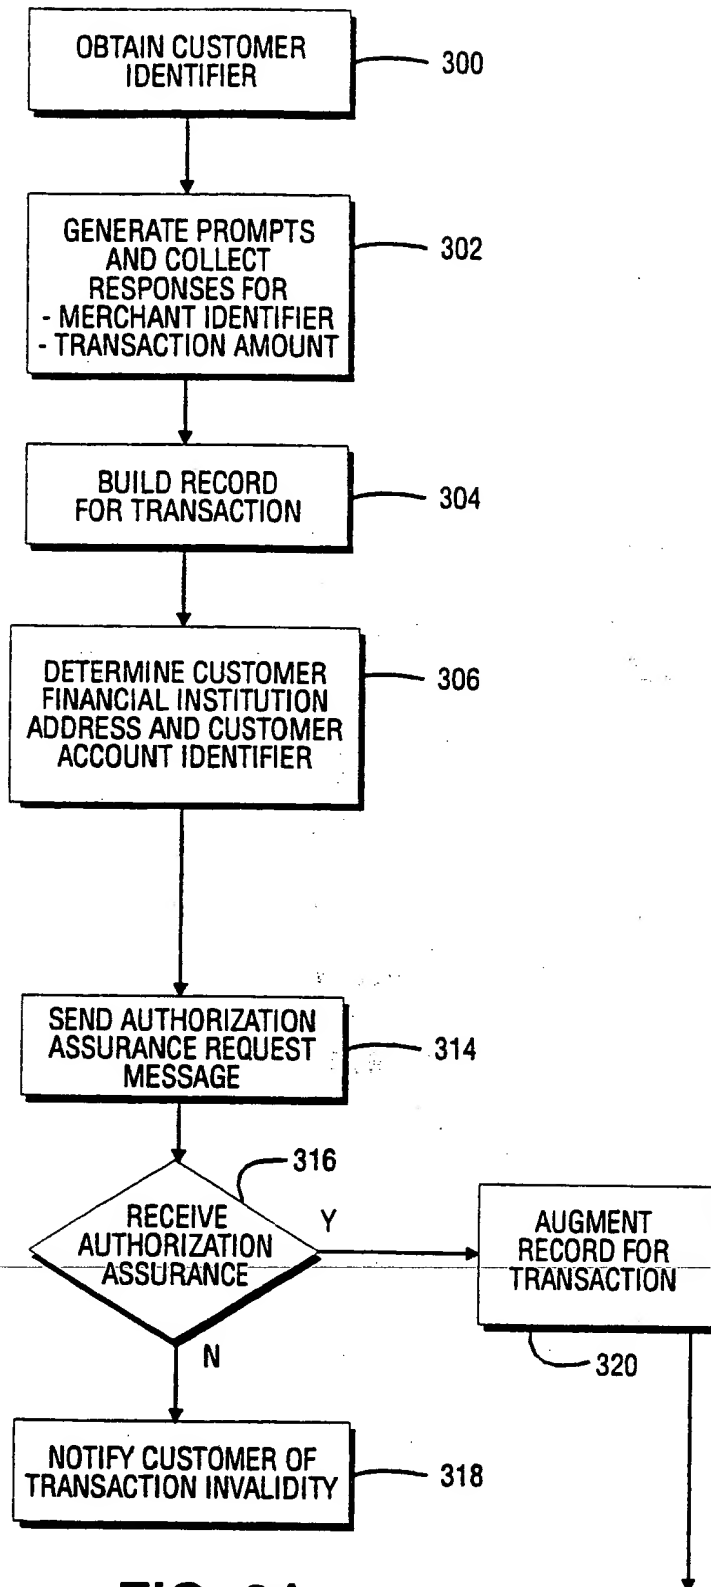 OBTAIN CUSTOMER
IDENTIFIER
300
GENERATE PROMPTS
AND COLLECT
RESPONSES FOR
- MERCHANT IDENTIFIER
- TRANSACTION AMOUNT
302
BUILD RECORD
FOR TRANSACTION
304
DETERMINE CUSTOMER
FINANCIAL INSTITUTION
ADDRESS AND CUSTOMER
ACCOUNT IDENTIFIER
306
SEND AUTHORIZATION
ASSURANCE REQUEST
MESSAGE
314
316
RECEIVE
AUTHORIZATION
ASSURANCE
Y
AUGMENT
RECORD FOR
TRANSACTION
320
N
NOTIFY CUSTOMER OF
TRANSACTION INVALIDITY
318